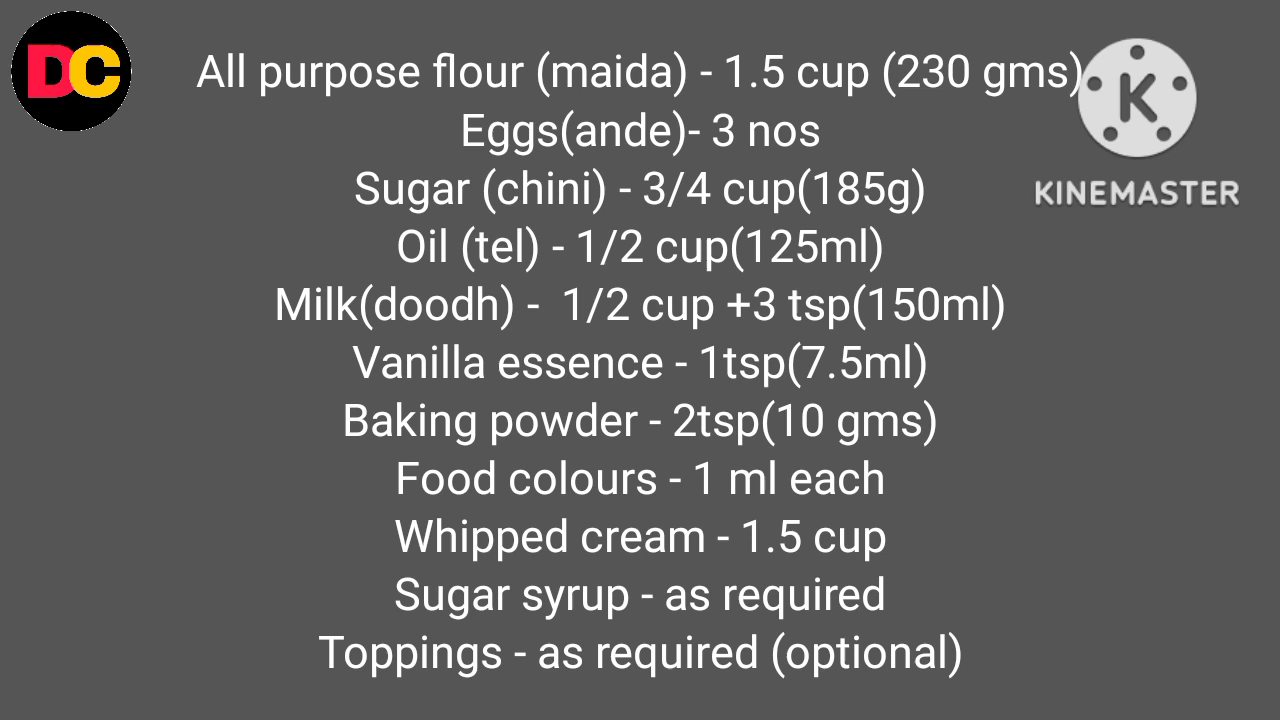 DC
All purpose flour (maida) - 1.5 cup (230 gms)
K
KINEMASTER
Eggs(ande)- 3 nos
Sugar (chini) - 3/4 cup(185g)
Oil (tel) - 1/2 cup(125ml)
Milk(doodh) -  1/2 cup +3 tsp(150ml)
Vanilla essence - 1tsp(7.5ml)
Baking powder - 2tsp(10 gms)
Food colours - 1 ml each
Whipped cream - 1.5 cup
Sugar syrup - as required
Toppings - as required (optional)